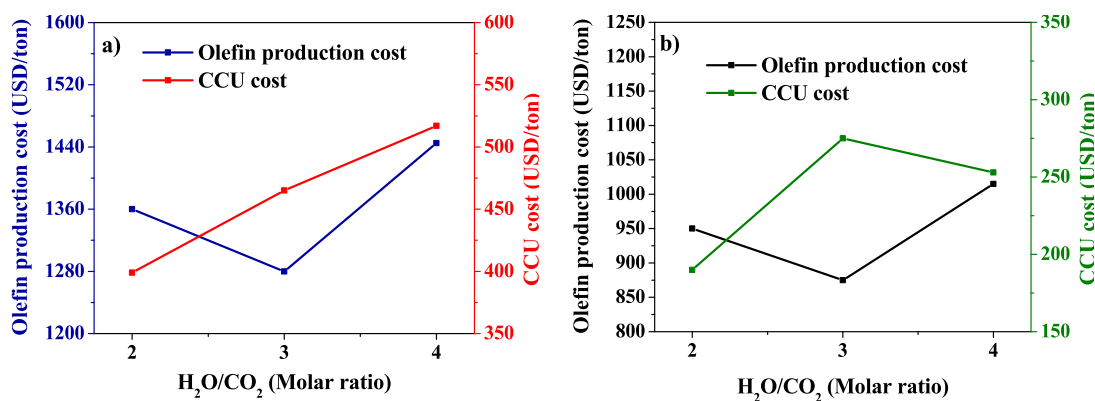 a)
Olefin production cost
CCU cost
Olefin production cost (USD/ton)
1600
1520
1440
1360
1280
1200
CCU cost (USD/ton)
600
550
500
450
400
350
2 3 4
H₂O/CO₂ (Molar ratio)
b)
Olefin production cost
CCU cost
Olefin production cost (USD/ton)
1250
1200
1150
1100
1050
1000
950
900
850
800
CCU cost (USD/ton)
350
300
250
200
150
2 3 4
H₂O/CO₂ (Molar ratio)